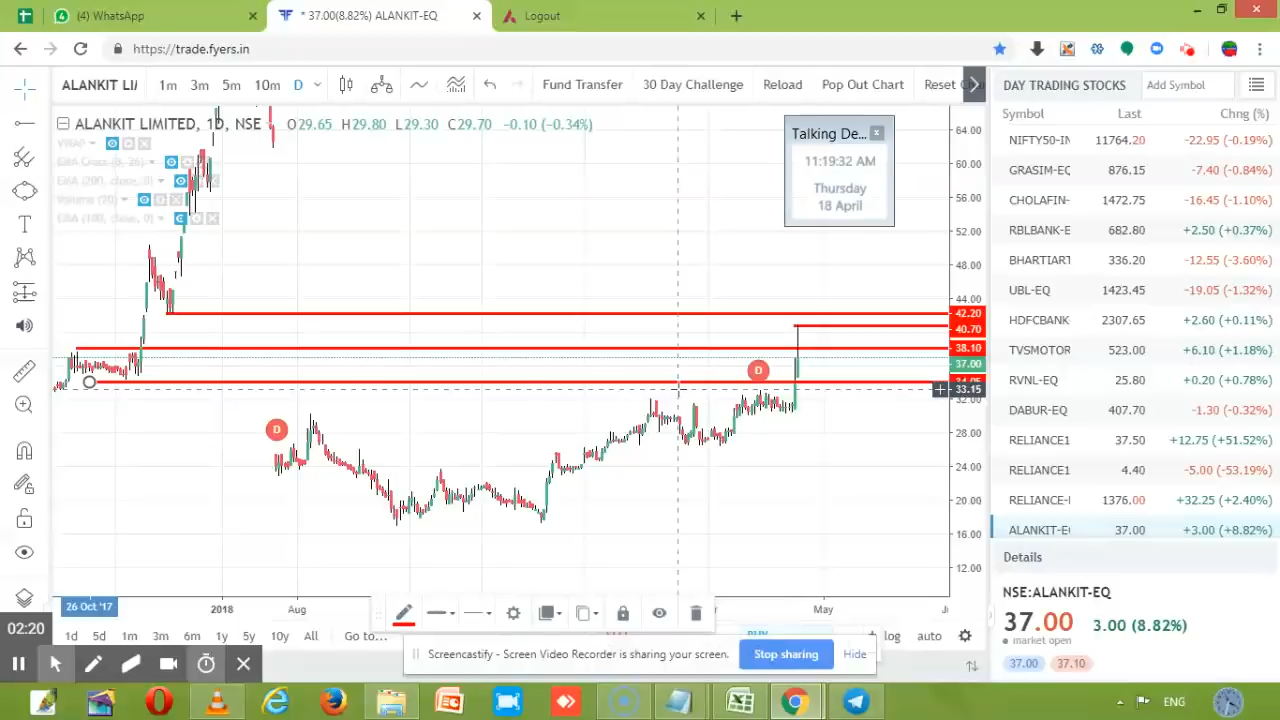 (4) WhatsApp
* 37.00(8.82%) ALANKIT-EQ
Logout
https://trade.fyers.in
ALANKIT LI
1m 3m 5m 10m D
Fund Transfer 30 Day Challenge Reload Pop Out Chart Reset
ALANKIT LIMITED, 1D, NSE O29.65 H29.80 L29.30 C29.70 -0.10 (-0.34%)
VWAP
EMA (200, close, 0)
Volume (20)
Talking De...
11:19:32 AM
Thursday
18 April
64.00
60.00
56.00
52.00
48.00
44.00
42.20
40.70
38.10
37.00
33.15
32.00
28.00
24.00
20.00
16.00
12.00
D
D
26 Oct '17 2018 Aug May
1d 5d 1m 3m 6m 1y 5y 10y All Go to...
BUY
log auto
DAY TRADING STOCKS Add Symbol
Symbol Last Chng (%)
NIFTY50-IN 11764.20 -22.95 (-0.19%)
GRASIM-EQ 876.15 -7.40 (-0.84%)
CHOLAFIN- 1472.75 -16.45 (-1.10%)
RBLBANK-E 682.80 +2.50 (+0.37%)
BHARTIART 336.20 -12.55 (-3.60%)
UBL-EQ 1423.45 -19.05 (-1.32%)
HDFCBANK 2307.65 +2.60 (+0.11%)
TVSMOTOR 523.00 +6.10 (+1.18%)
RVNL-EQ 25.80 +0.20 (+0.78%)
DABUR-EQ 407.70 -1.30 (-0.32%)
RELIANCE1 37.50 +12.75 (+51.52%)
RELIANCE1 4.40 -5.00 (-53.19%)
RELIANCE-I 1376.00 +32.25 (+2.40%)
ALANKIT-E 37.00 +3.00 (+8.82%)
Details
NSE:ALANKIT-EQ
37.00 3.00 (8.82%)
market open
37.00 37.10
02:20
Screencastify - Screen Video Recorder is sharing your screen. Stop sharing Hide
ENG